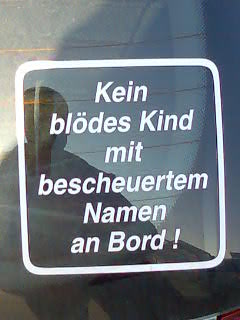 Kein
blödes Kind
mit
bescheuertem
Namen
an Bord !